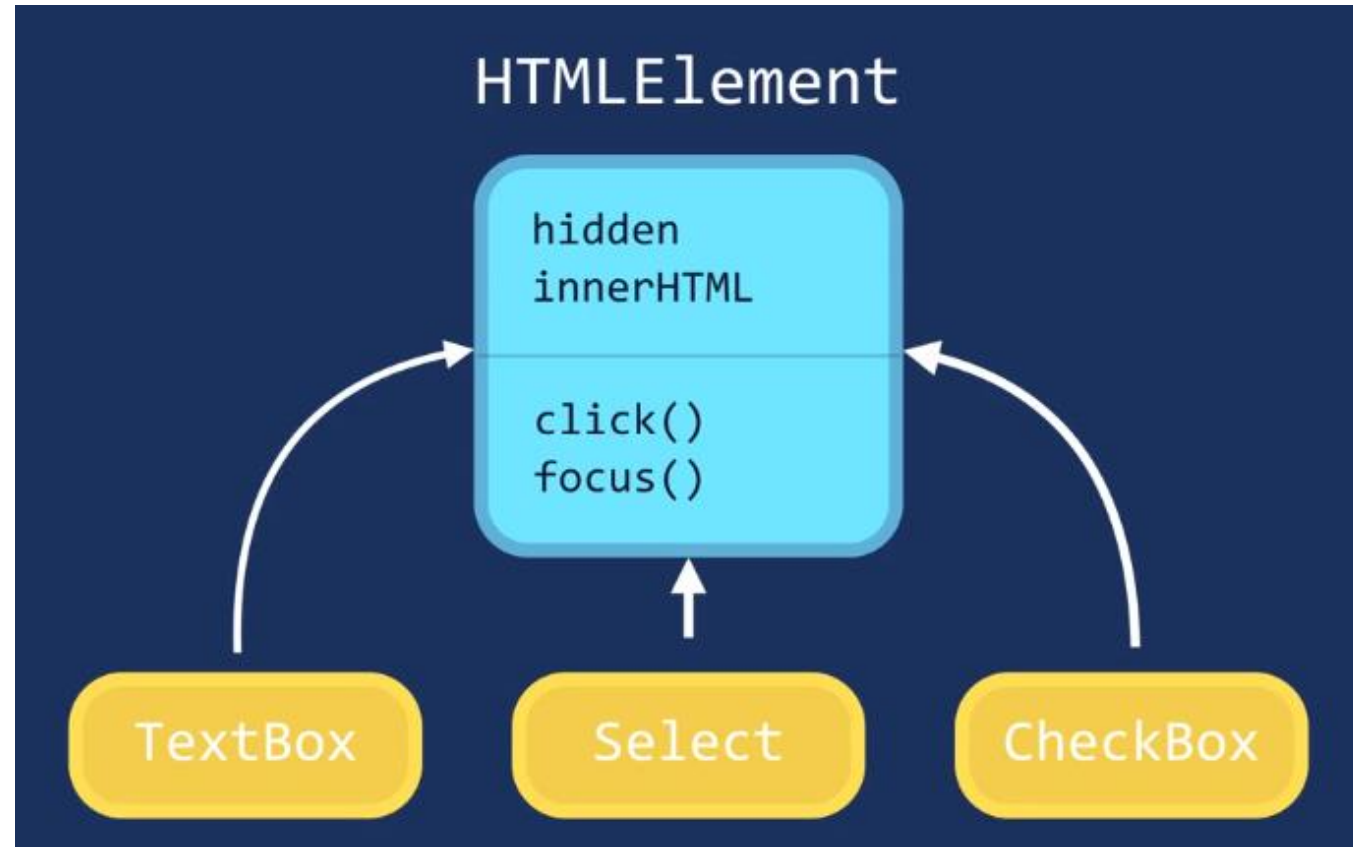 HTMLElement
hidden
innerHTML
click()
focus()
TextBox
Select
CheckBox